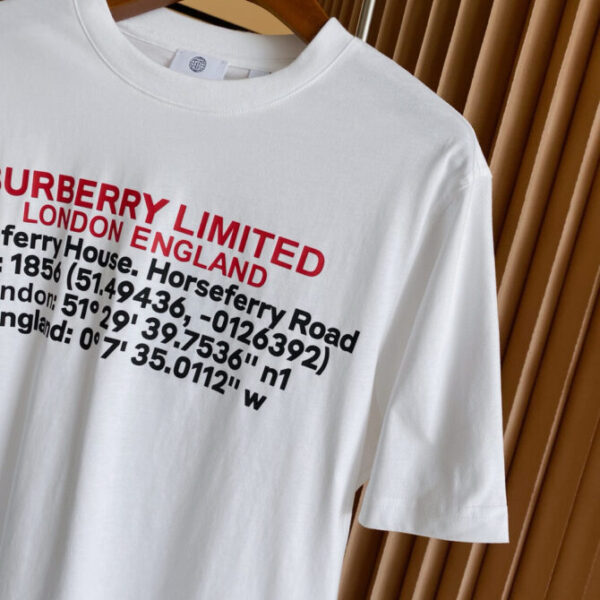 BURBERRY LIMITED
LONDON ENGLAND
ferry House. Horseferry Road
: 1856 (51.49436, -0126392)
ndon: 51°29'39.7536" n1
ngland: 0°7'35.0112" w